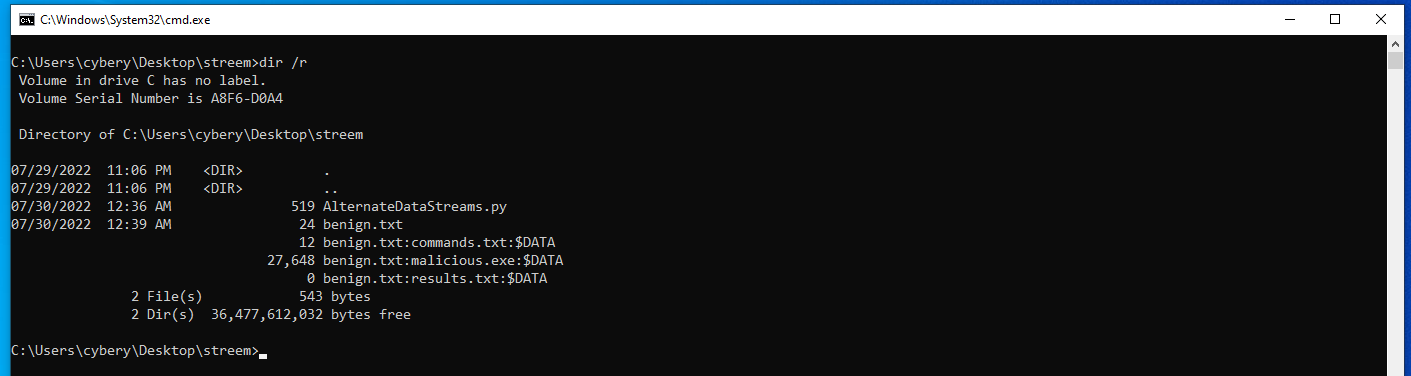 C:\Windows\System32\cmd.exe
C:\Users\cybery\Desktop\streem>dir /r
 Volume in drive C has no label.
 Volume Serial Number is A8F6-D0A4

 Directory of C:\Users\cybery\Desktop\streem

07/29/2022  11:06 PM    <DIR>          .
07/29/2022  11:06 PM    <DIR>          ..
07/30/2022  12:36 AM               519 AlternateDataStreams.py
07/30/2022  12:39 AM                24 benign.txt
                                    12 benign.txt:commands.txt:$DATA
                                27,648 benign.txt:malicious.exe:$DATA
                                     0 benign.txt:results.txt:$DATA
               2 File(s)            543 bytes
               2 Dir(s)  36,477,612,032 bytes free

C:\Users\cybery\Desktop\streem>